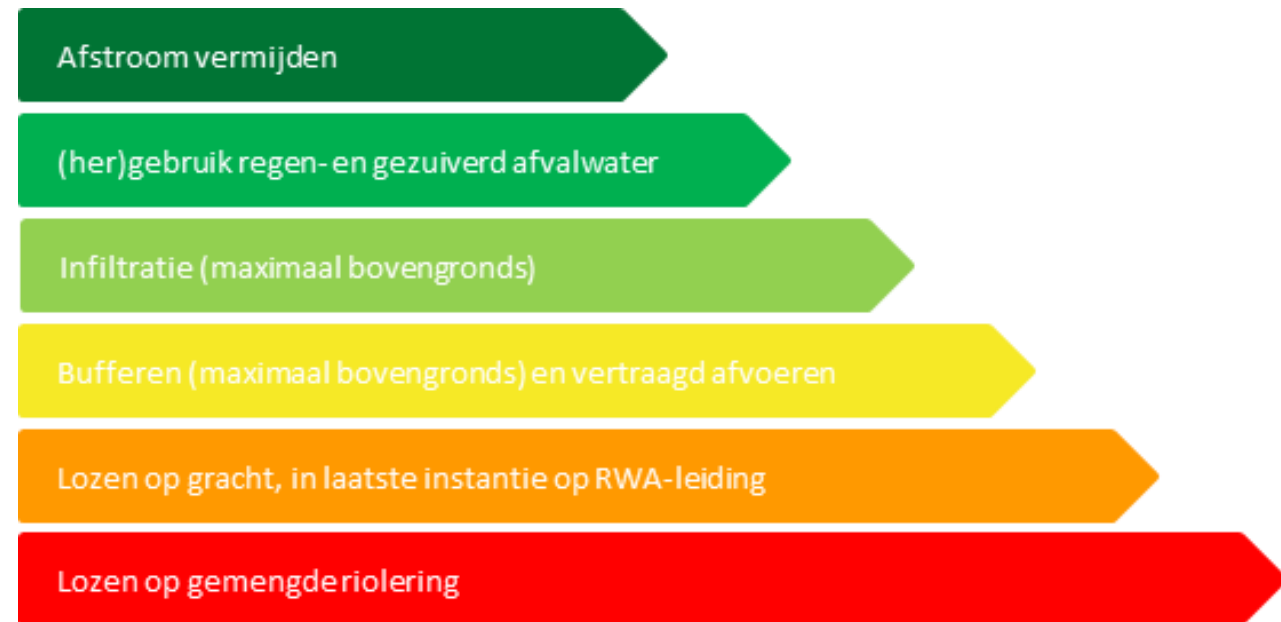 Afstroom vermijden
(her)gebruik regen- en gezuiverd afvalwater
Infiltratie (maximaal bovengronds)
Bufferen (maximaal bovengronds) en vertraagd afvoeren
Lozen op gracht, in laatste instantie op RWA-leiding
Lozen op gemengde riolering